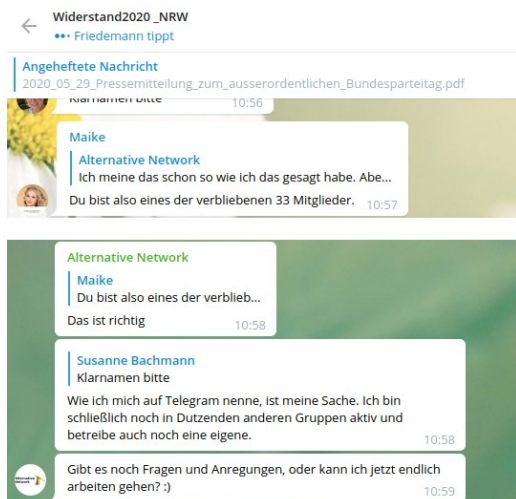 Widerstand2020 _NRW
Friedemann tippt
Angeheftete Nachricht
2020_05_29_Pressemitteilung_zum_ausserordentlichen_Bundesparteitag.pdf
Klarnamen bitte
10:56
Maike
Alternative Network
Ich meine das schon so wie ich das gesagt habe. Abe...
Du bist also eines der verbliebenen 33 Mitglieder. 10:57
Alternative Network
Maike
Du bist also eines der verblieb...
Das ist richtig
10:58
Susanne Bachmann
Klarnamen bitte
Wie ich mich auf Telegram nenne, ist meine Sache. Ich bin
schließlich noch in Dutzenden anderen Gruppen aktiv und
betreibe auch noch eine eigene.
10:58
Gibt es noch Fragen und Anregungen, oder kann ich jetzt endlich
arbeiten gehen? :)
10:59